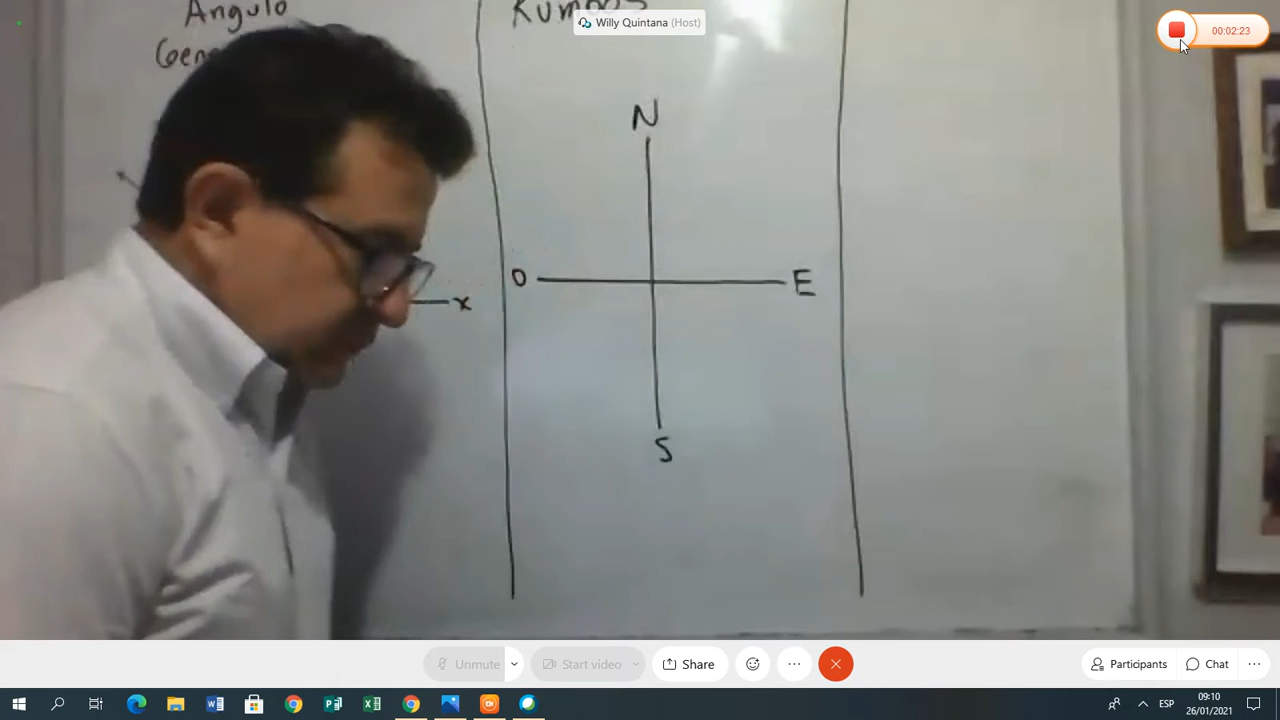 Willy Quintana (Host)
00:02:23
Angulo
Rumbos
N
O
E
x
S
Unmute
Start video
Share
Participants
Chat
09:10
ESP
26/01/2021